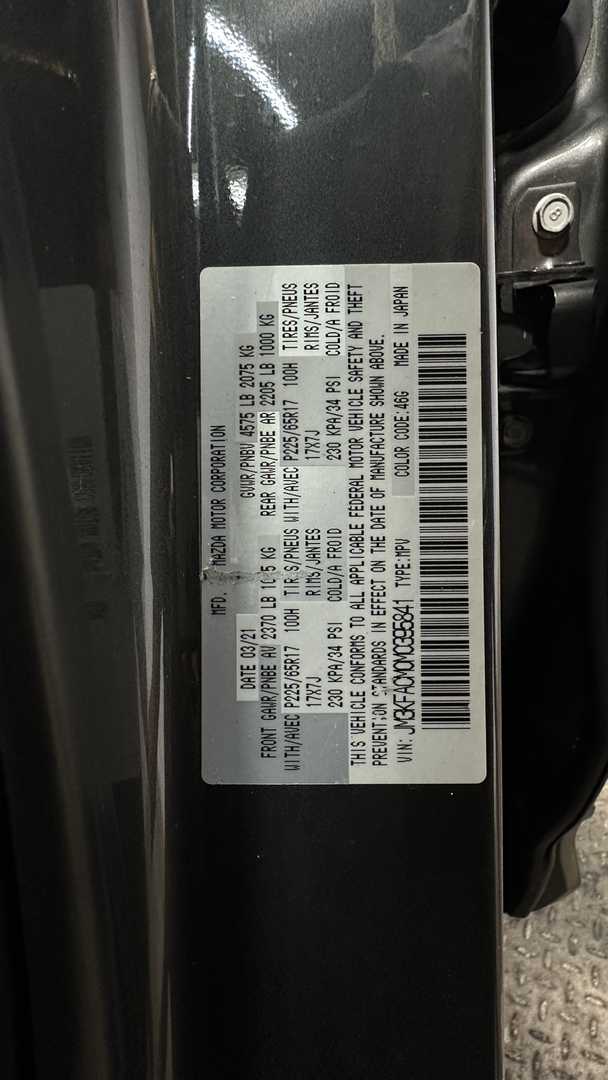 MFD. MAZDA MOTOR CORPORATION
DATE 03/21 GVWR/PNBV 4575 LB 2075 KG
FRONT GAWR/PNBE AV 2370 LB KG REAR GAWR/PNBE AR 2205 LB 1000 KG
WITH/AVEC P225/65R17 100H TIRES/PNEUS WITH/AVEC P225/65R17 100H TIRES/PNEUS
17X7J RIMS/JANTES 17X7J RIMS/JANTES
230 KPA/34 PSI COLD/A FROID 230 KPA/34 PSI COLD/A FROID
THIS VEHICLE CONFORMS TO ALL APPLICABLE FEDERAL MOTOR VEHICLE SAFETY AND THEFT
PREVENTION STANDARDS IN EFFECT ON THE DATE OF MANUFACTURE SHOWN ABOVE.
VIN: JM3KFACM0M0395841 TYPE:MPV COLOR CODE:46G MADE IN JAPAN